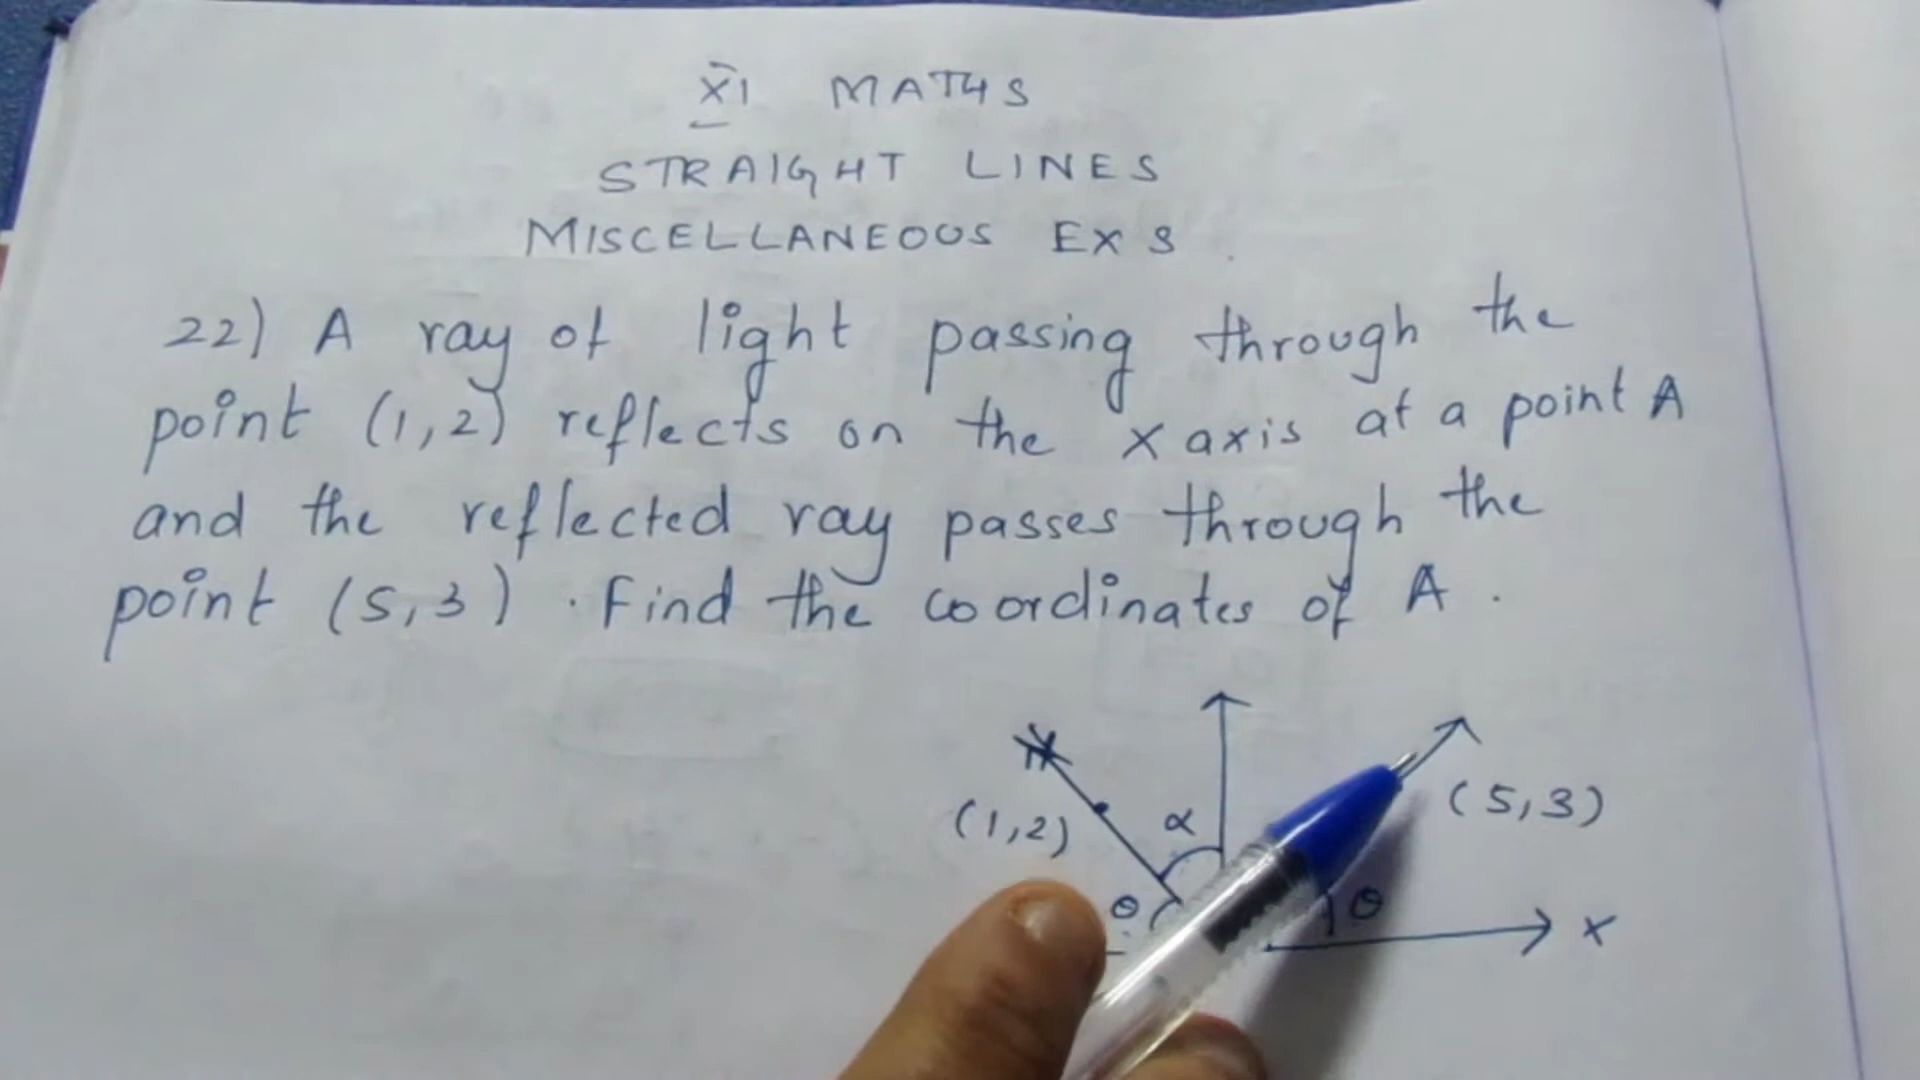 XI MATHS
STRAIGHT LINES
MISCELLANEOUS EXS.
22) A ray of light passing through the
point (1,2) reflects on the x axis at a point A
and the reflected ray passes through the
point (5,3). Find the coordinates of A.
(1,2)
α
(5,3)
θ
θ
x